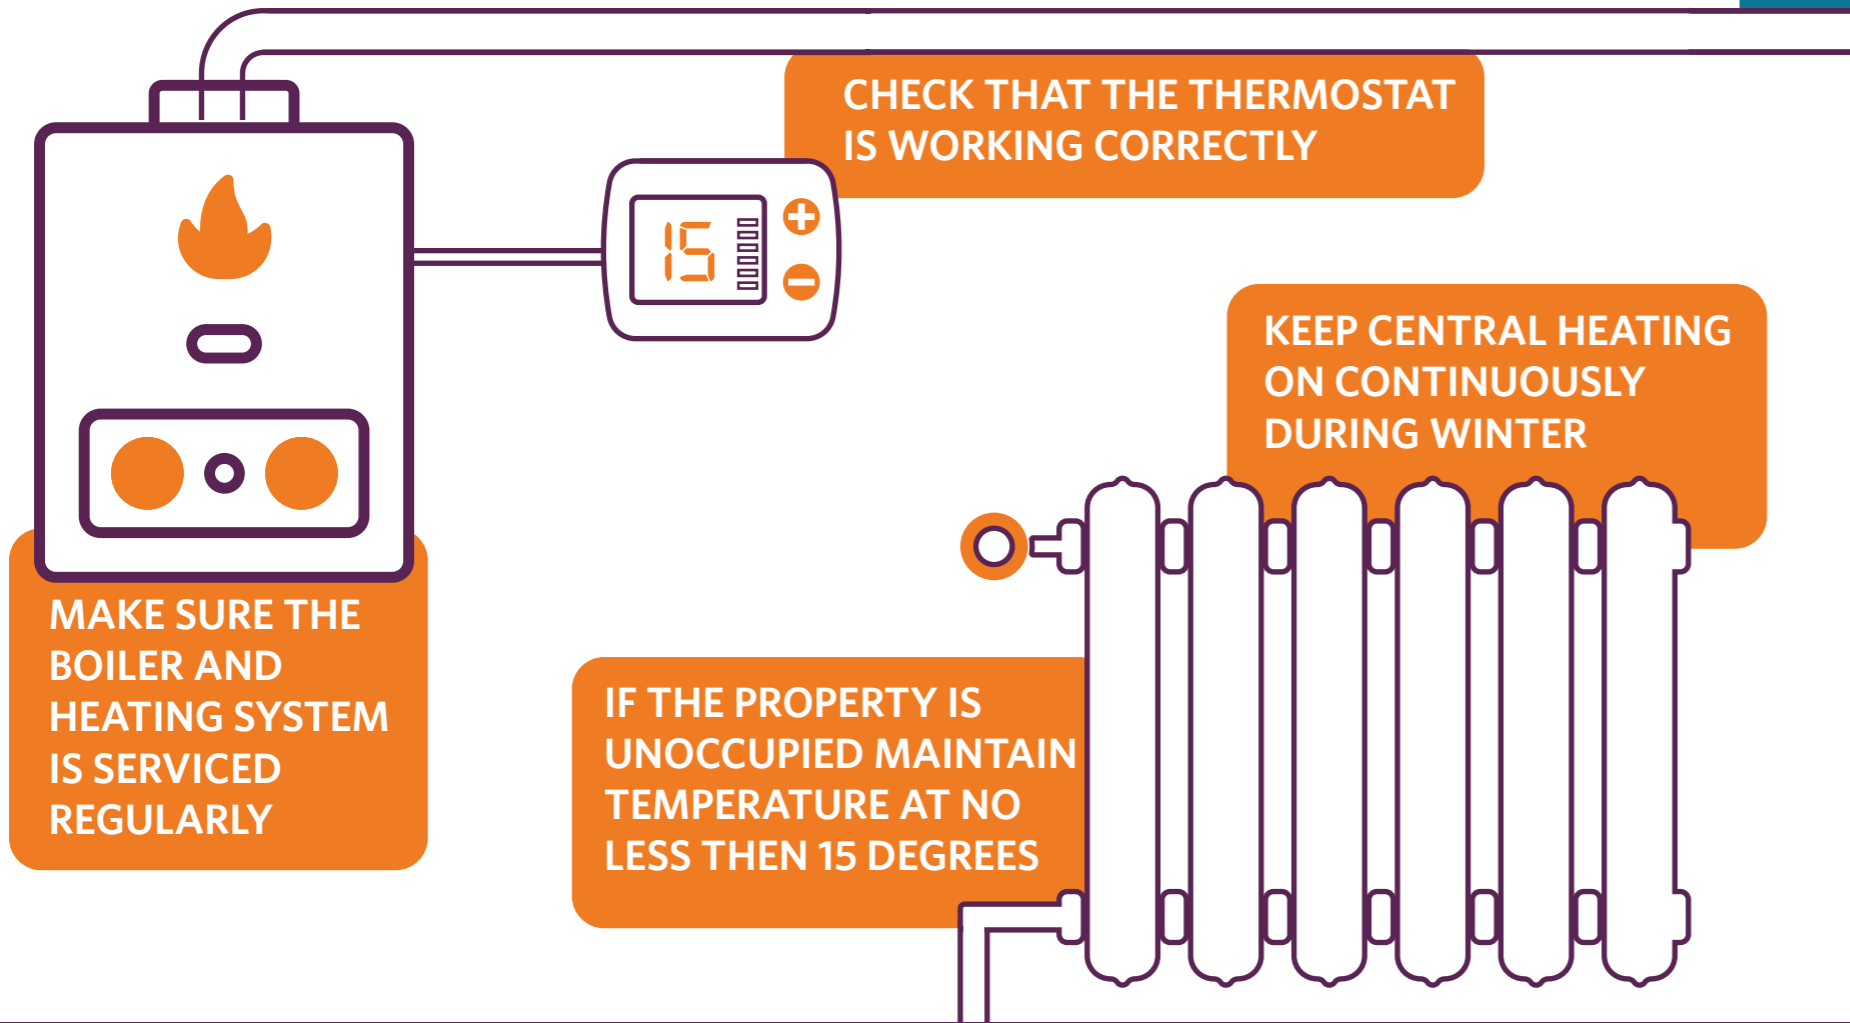 CHECK THAT THE THERMOSTAT
IS WORKING CORRECTLY
15
KEEP CENTRAL HEATING
ON CONTINUOUSLY
DURING WINTER
MAKE SURE THE
BOILER AND
HEATING SYSTEM
IS SERVICED
REGULARLY
IF THE PROPERTY IS
UNOCCUPIED MAINTAIN
TEMPERATURE AT NO
LESS THEN 15 DEGREES